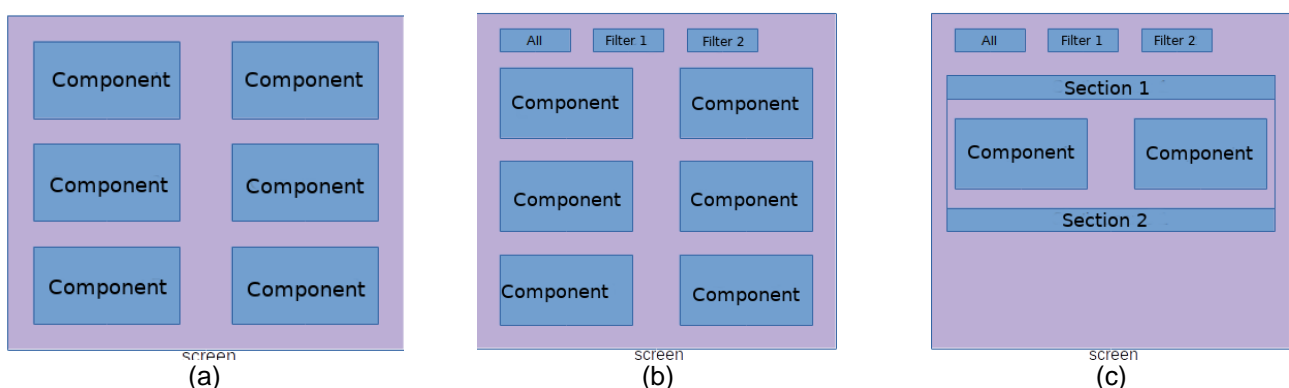 Component Component
Component Component
Component Component
screen
(a)
All Filter 1 Filter 2
Component Component
Component Component
Component Component
screen
(b)
All Filter 1 Filter 2
Section 1
Component Component
Section 2
screen
(c)